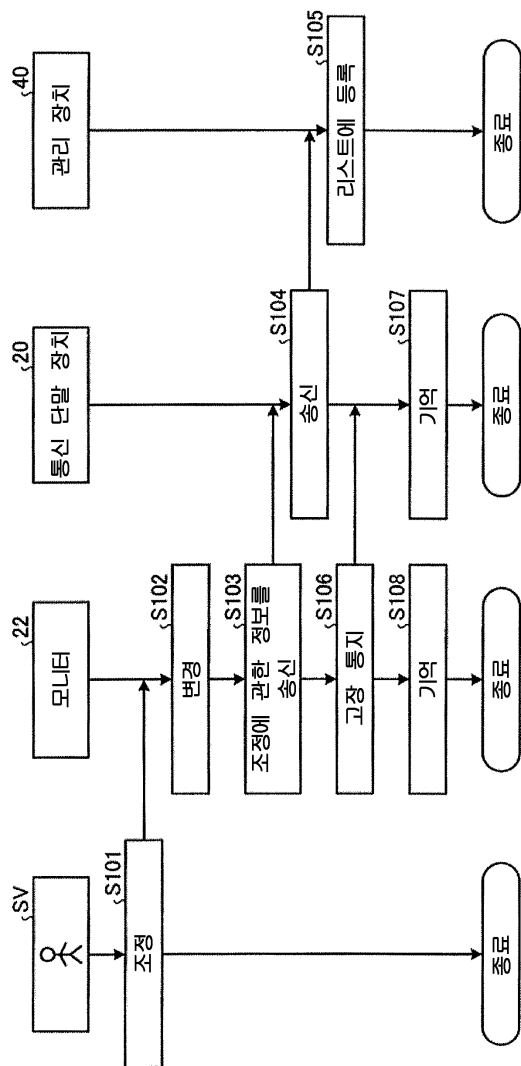 SV
22
모니터
20
통신 단말 장치
40
관리 장치
S101
조정
S102
변경
S103
조정에 관한 정보를
송신
S104
송신
S105
리스트에 등록
S106
고장 통지
S107
기억
S108
기억
종료
종료
종료
종료